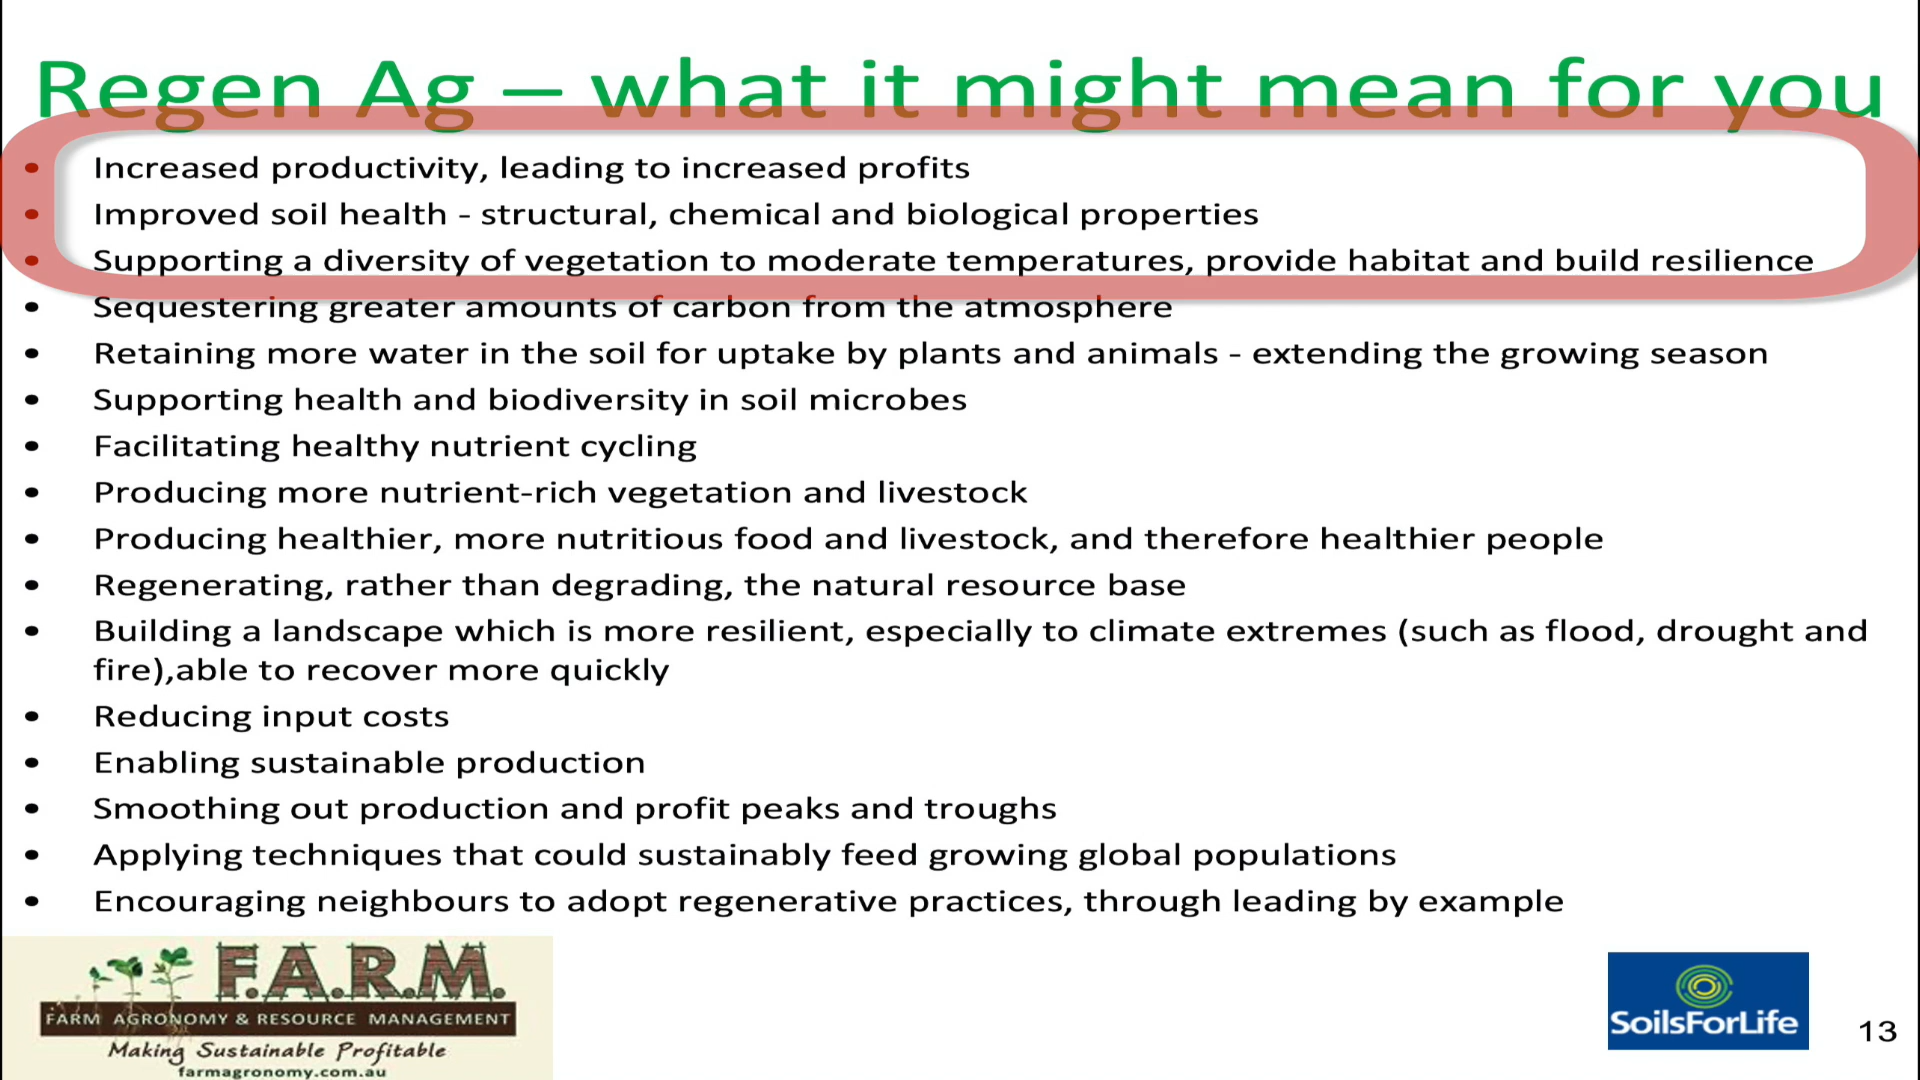 Regen Ag – what it might mean for you
• Increased productivity, leading to increased profits
• Improved soil health - structural, chemical and biological properties
• Supporting a diversity of vegetation to moderate temperatures, provide habitat and build resilience
• Sequestering greater amounts of carbon from the atmosphere
• Retaining more water in the soil for uptake by plants and animals - extending the growing season
• Supporting health and biodiversity in soil microbes
• Facilitating healthy nutrient cycling
• Producing more nutrient-rich vegetation and livestock
• Producing healthier, more nutritious food and livestock, and therefore healthier people
• Regenerating, rather than degrading, the natural resource base
• Building a landscape which is more resilient, especially to climate extremes (such as flood, drought and
fire),able to recover more quickly
• Reducing input costs
• Enabling sustainable production
• Smoothing out production and profit peaks and troughs
• Applying techniques that could sustainably feed growing global populations
• Encouraging neighbours to adopt regenerative practices, through leading by example
F.A.R.M.
FARM AGRONOMY & RESOURCE MANAGEMENT
Making Sustainable Profitable
farmagronomy.com.au
SoilsForLife
13